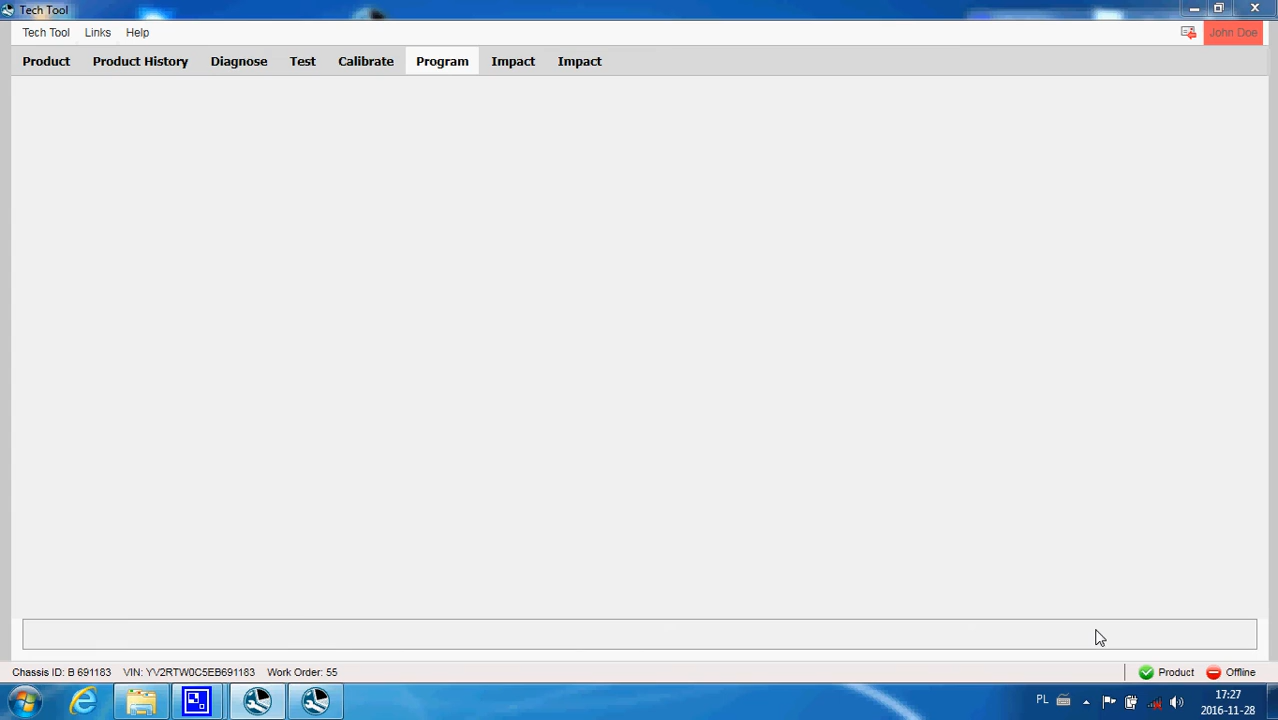 Tech Tool
Tech Tool Links Help John Doe
Product Product History Diagnose Test Calibrate Program Impact Impact
Chassis ID: B 691183 VIN: YV2RTW0C5EB691183 Work Order: 55 Product Offline
PL 17:27
2016-11-28